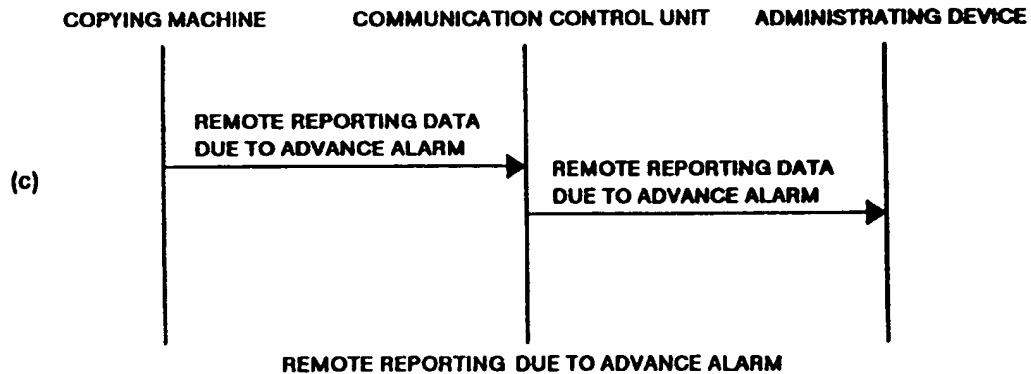 COPYING MACHINE COMMUNICATION CONTROL UNIT ADMINISTRATING DEVICE
REMOTE REPORTING DATA
DUE TO ADVANCE ALARM
REMOTE REPORTING DATA
DUE TO ADVANCE ALARM
(c)
REMOTE REPORTING DUE TO ADVANCE ALARM